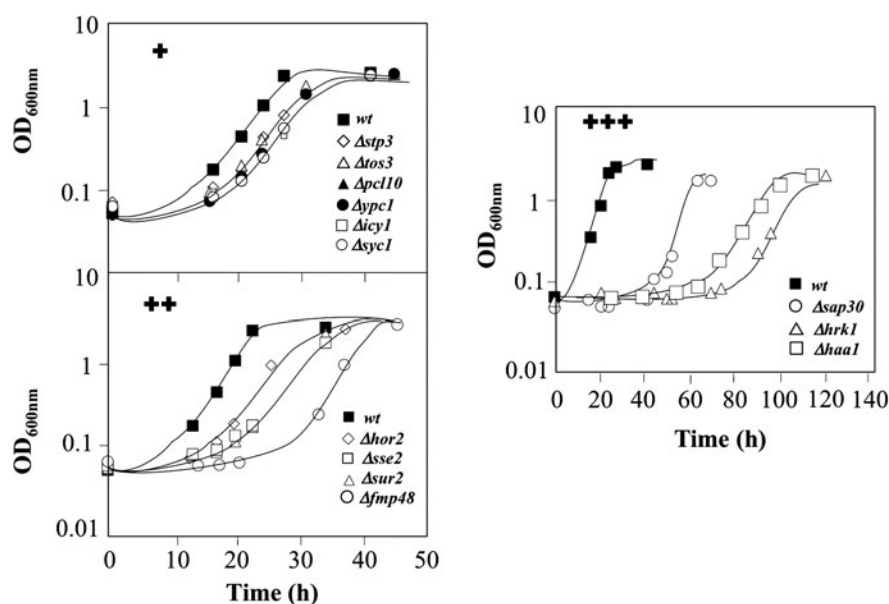 10
+
1
0.1
OD600nm
wt
Δstp3
Δtos3
Δpcl10
Δypc1
Δicy1
Δsyc1
10
++
1
0.1
0.01
OD600nm
wt
Δhor2
Δsse2
Δsur2
Δfmp48
0 10 20 30 40 50
Time (h)
10
+++
1
0.1
0.01
OD600nm
wt
Δsap30
Δhrk1
Δhaa1
0 20 40 60 80 100 120 140
Time (h)